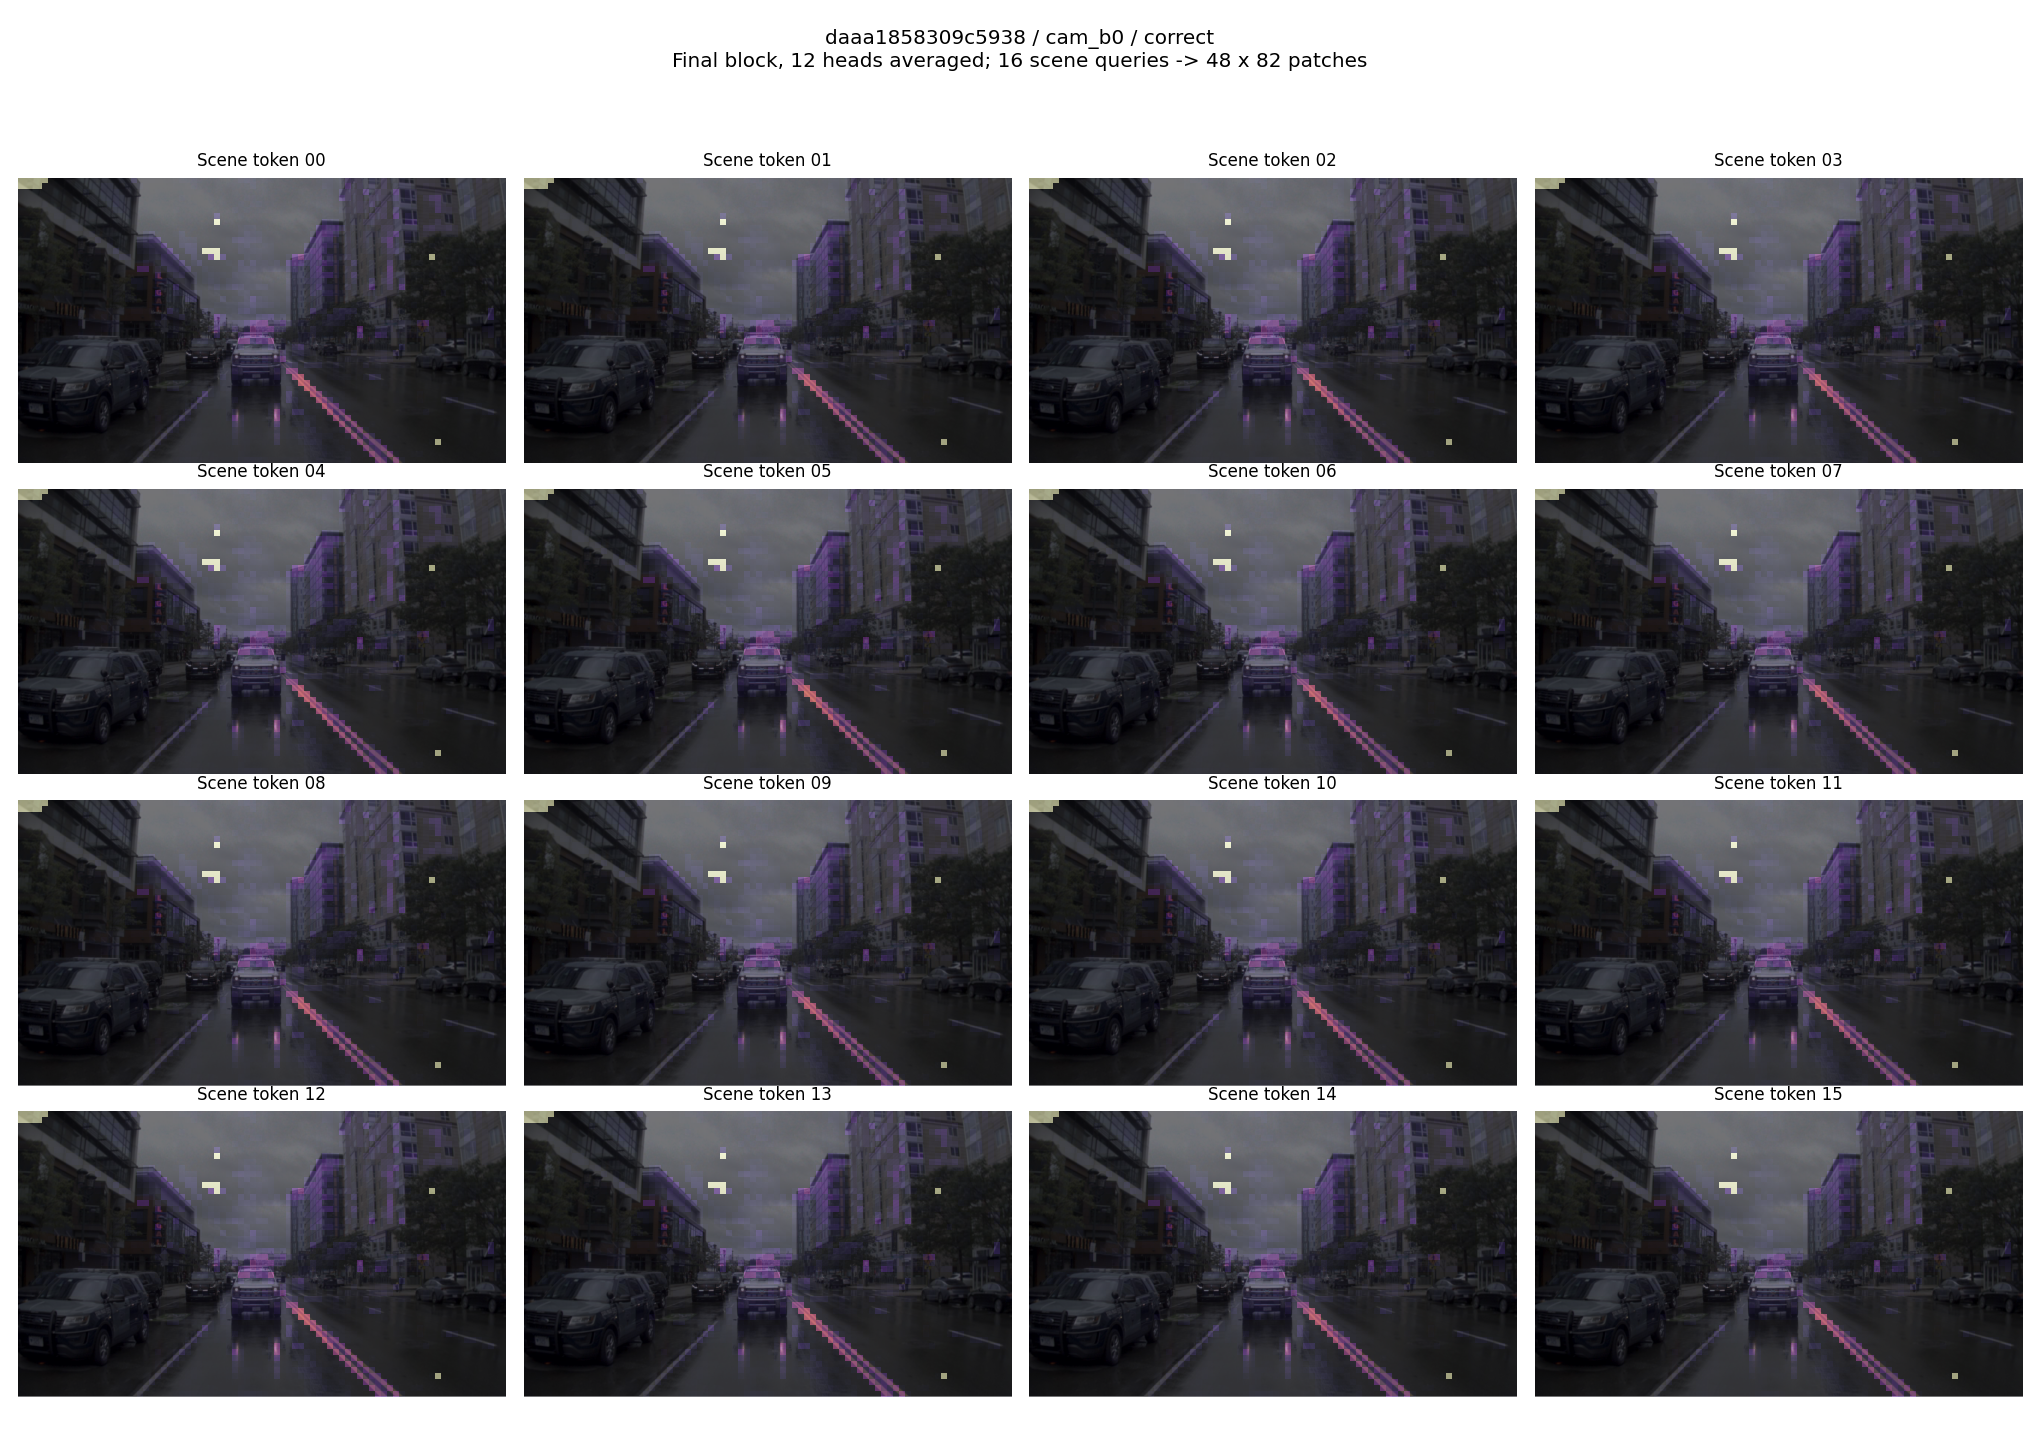 daaa1858309c5938 / cam_b0 / correct
Final block, 12 heads averaged; 16 scene queries -> 48 x 82 patches
Scene token 00
Scene token 01
Scene token 02
Scene token 03
Scene token 04
Scene token 05
Scene token 06
Scene token 07
Scene token 08
Scene token 09
Scene token 10
Scene token 11
Scene token 12
Scene token 13
Scene token 14
Scene token 15